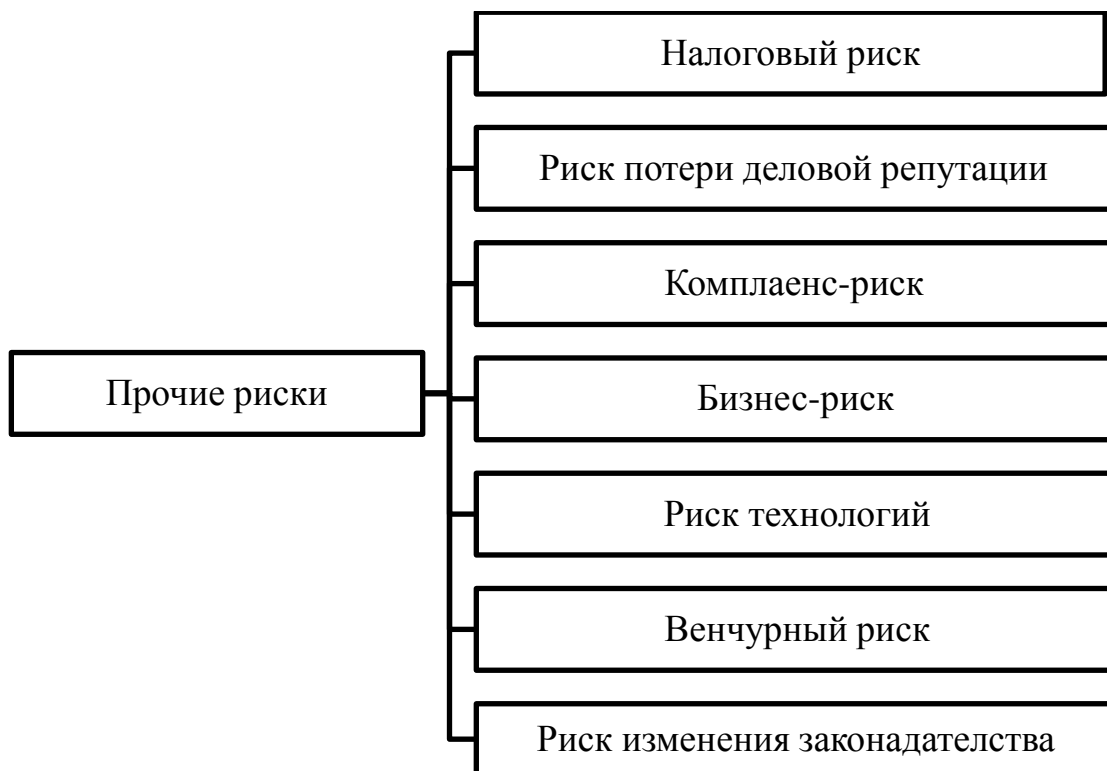 Налоговый риск
Риск потери деловой репутации
Комплаенс-риск
Прочие риски
Бизнес-риск
Риск технологий
Венчурный риск
Риск изменения законадателства